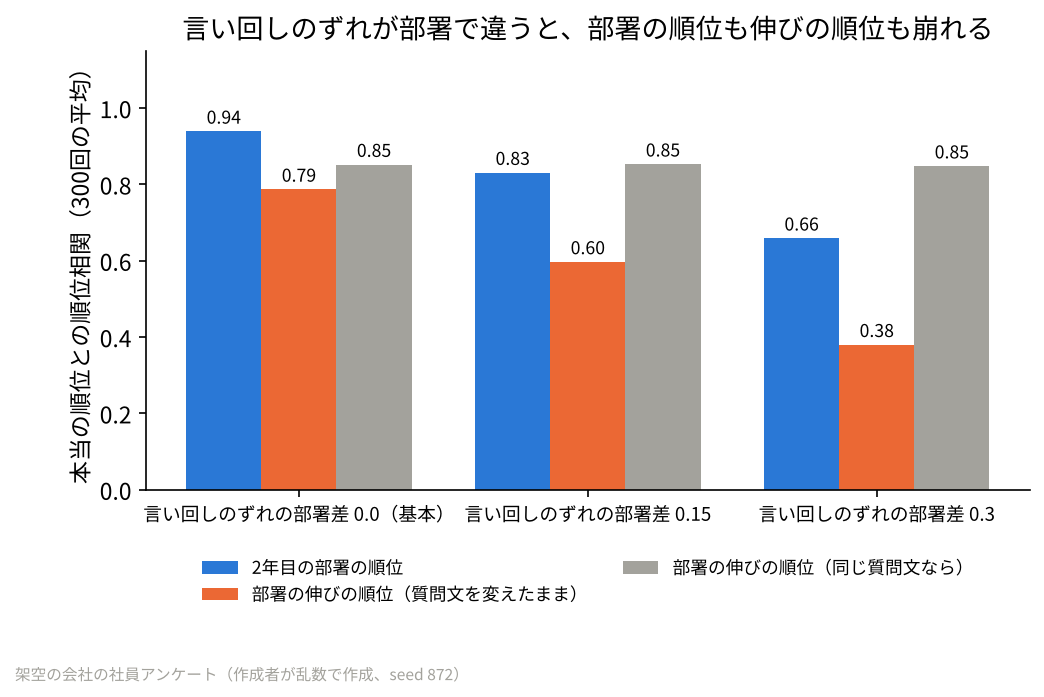 言い回しのずれが部署で違うと、部署の順位も伸びの順位も崩れる
本当の順位との順位相関（300回の平均）
1.0
0.8
0.6
0.4
0.2
0.0
0.94
0.79
0.85
0.83
0.60
0.85
0.66
0.38
0.85
言い回しのずれの部署差 0.0（基本）
言い回しのずれの部署差 0.15
言い回しのずれの部署差 0.3
2年目の部署の順位
部署の伸びの順位（質問文を変えたまま）
部署の伸びの順位（同じ質問文なら）
架空の会社の社員アンケート（作成者が乱数で作成、seed 872）